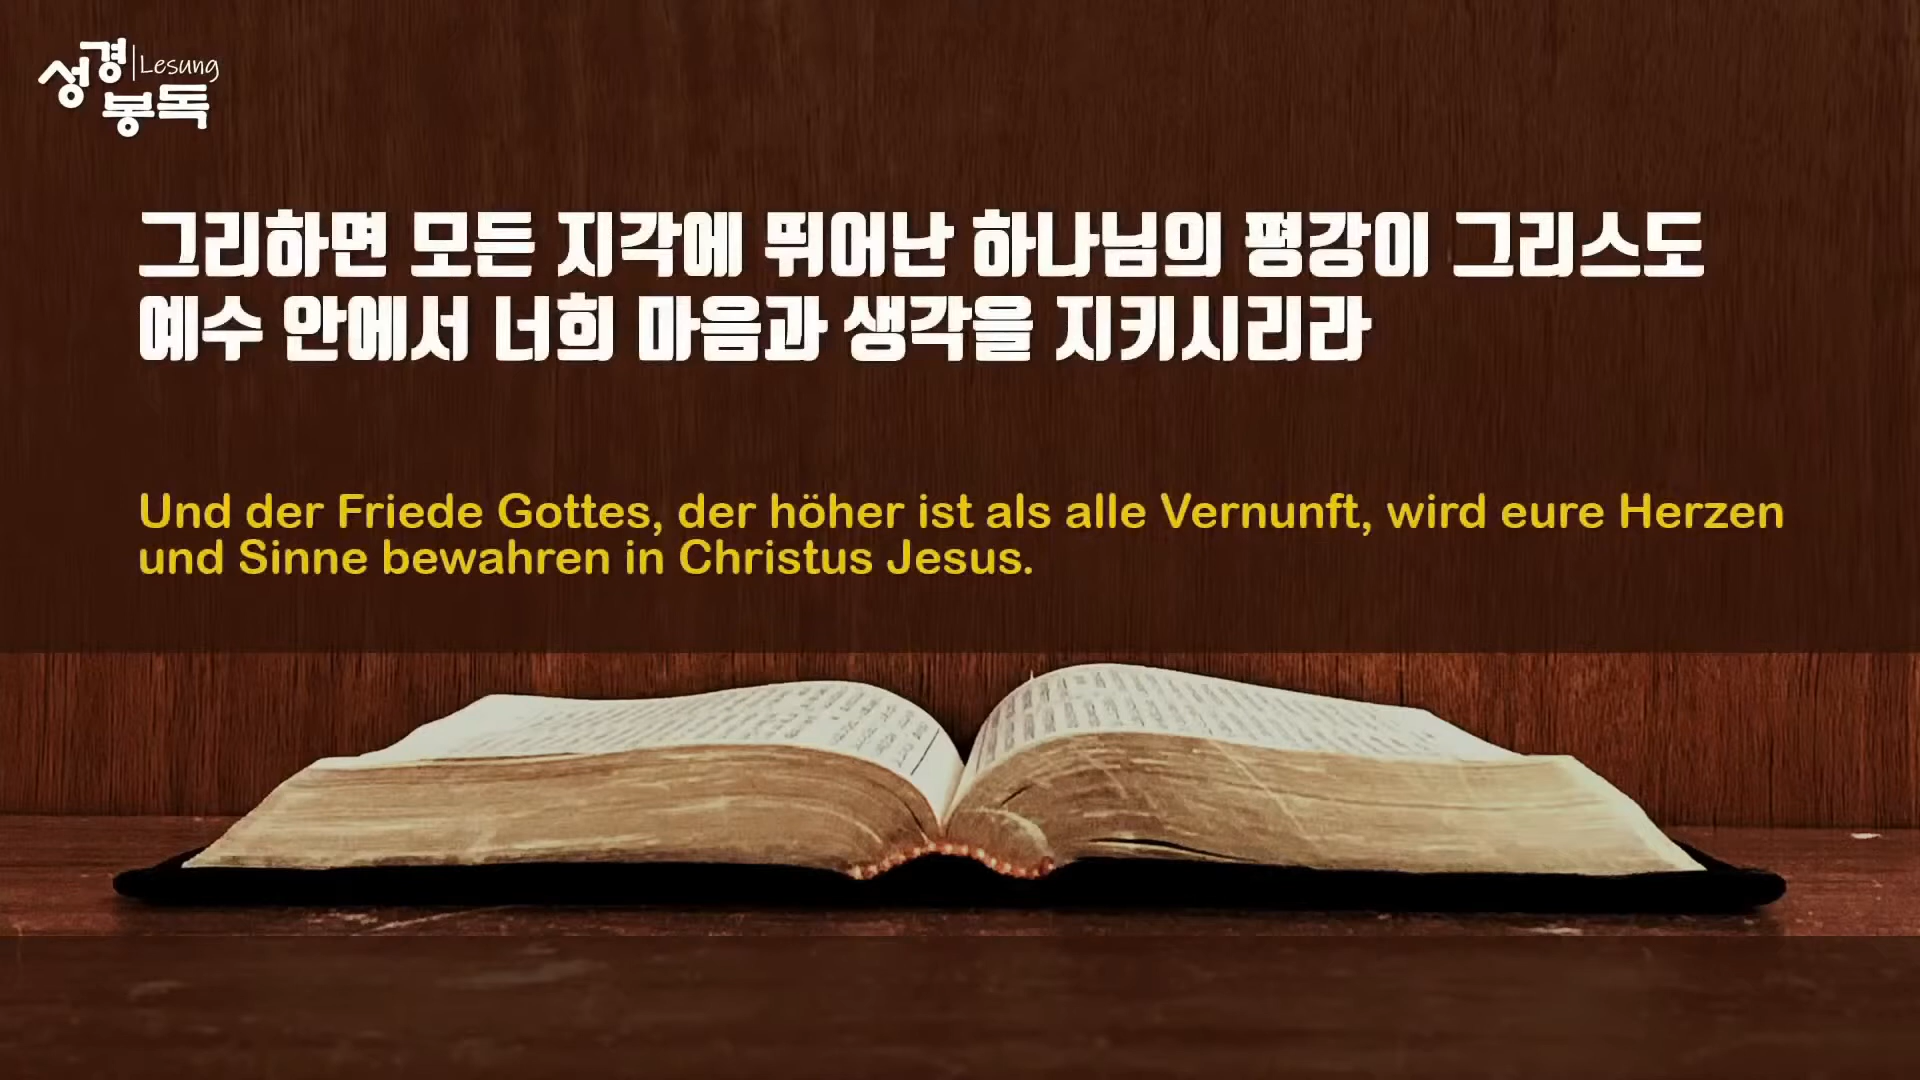 성경 | Lesung
봉독
그리하면 모든 지각에 뛰어난 하나님의 평강이 그리스도
예수 안에서 너희 마음과 생각을 지키시리라
Und der Friede Gottes, der höher ist als alle Vernunft, wird eure Herzen
und Sinne bewahren in Christus Jesus.